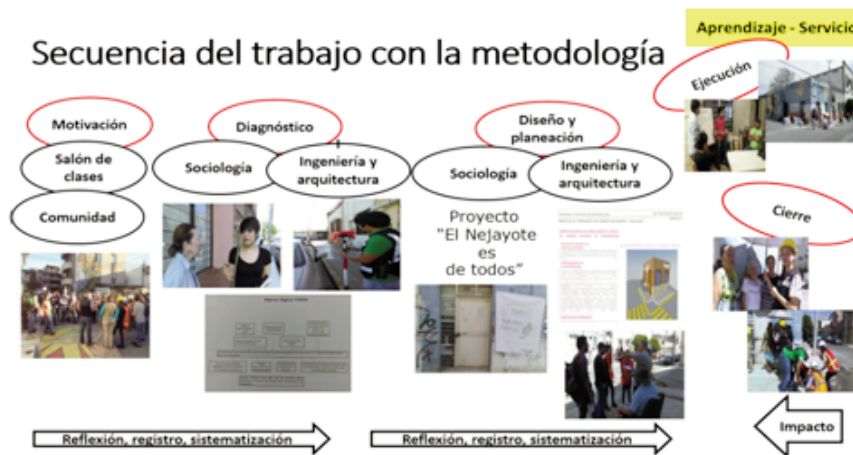 Aprendizaje - Servicio
Secuencia del trabajo con la metodología
Ejecución
Motivación
Salón de
clases
Comunidad
Diagnóstico
Sociología
Ingeniería y
arquitectura
Diseño y
planeación
Sociología
Ingeniería y
arquitectura
Proyecto
"El Nejayote
es
de todos"
Cierre
Reflexión, registro, sistematización
Reflexión, registro, sistematización
Impacto